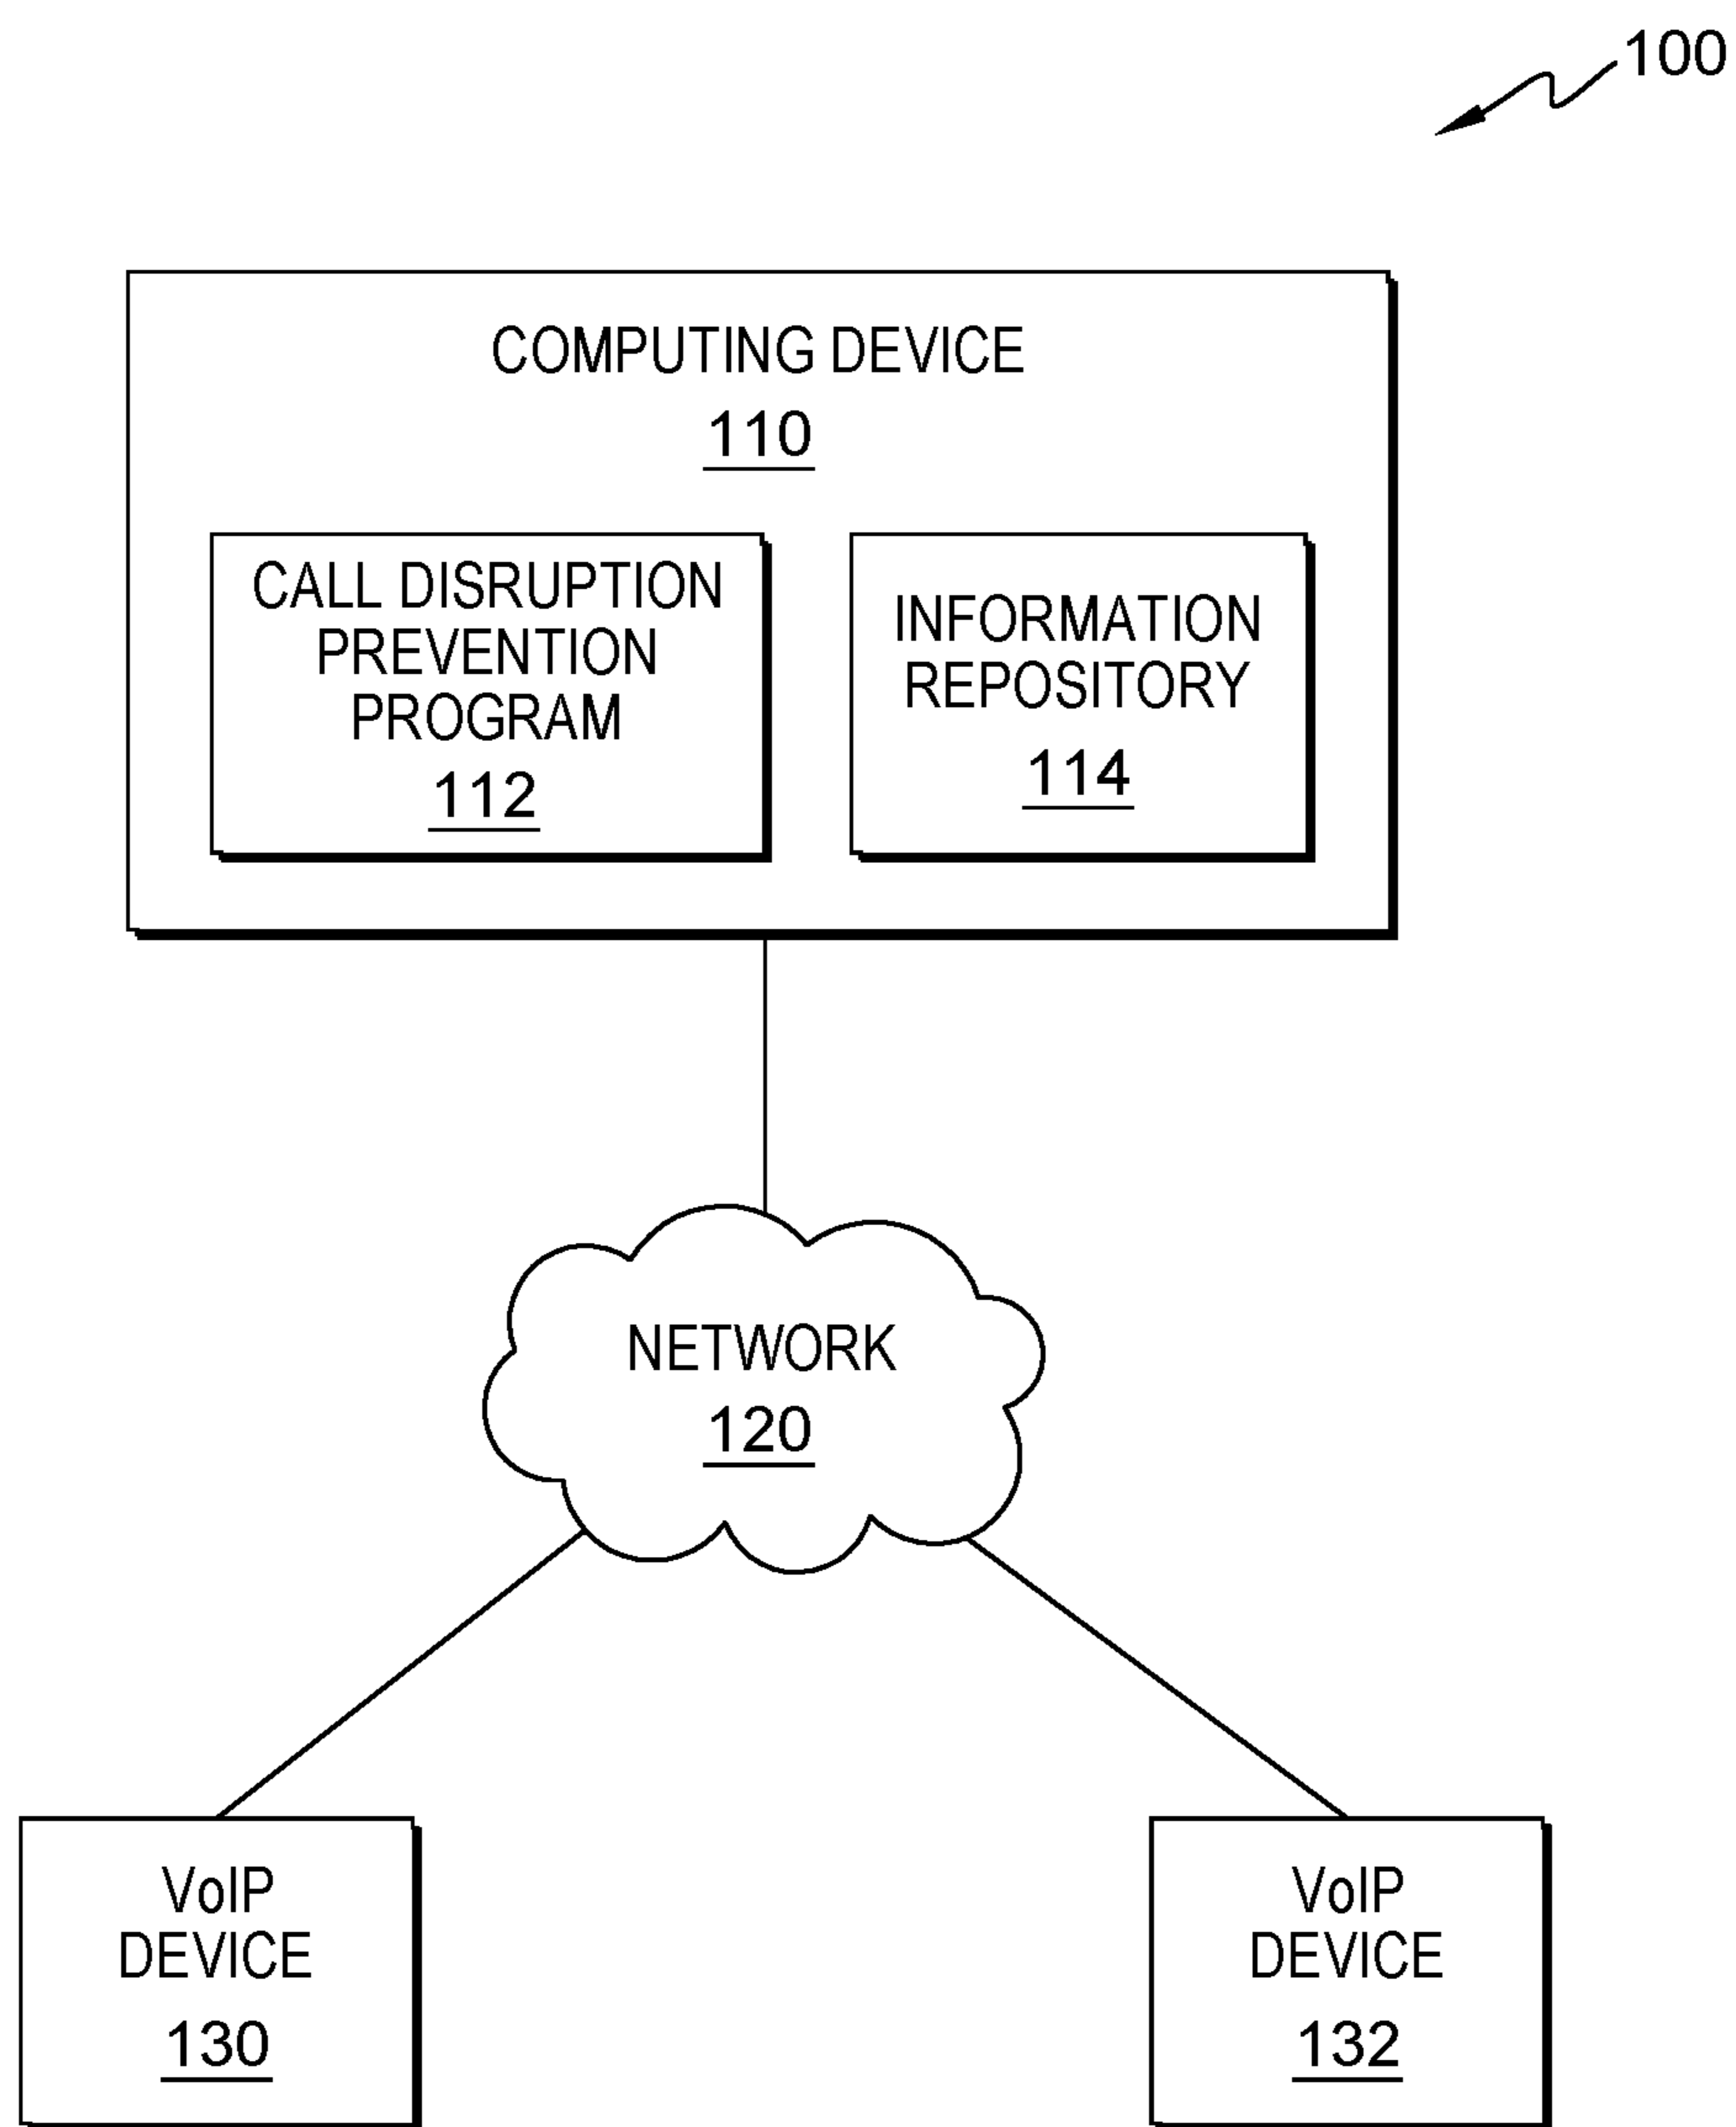 100
COMPUTING DEVICE
110
CALL DISRUPTION
PREVENTION
PROGRAM
112
INFORMATION
REPOSITORY
114
NETWORK
120
VoIP
DEVICE
130
VoIP
DEVICE
132